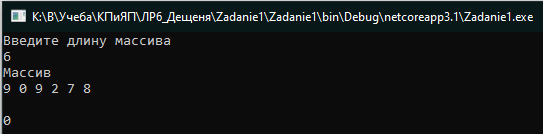 K:\В\Учеба\КПиЯП\ЛР6_Дещеня\Zadanie1\Zadanie1\bin\Debug\netcoreapp3.1\Zadanie1.exe
Введите длину массива
6
Массив
9 0 9 2 7 8
0